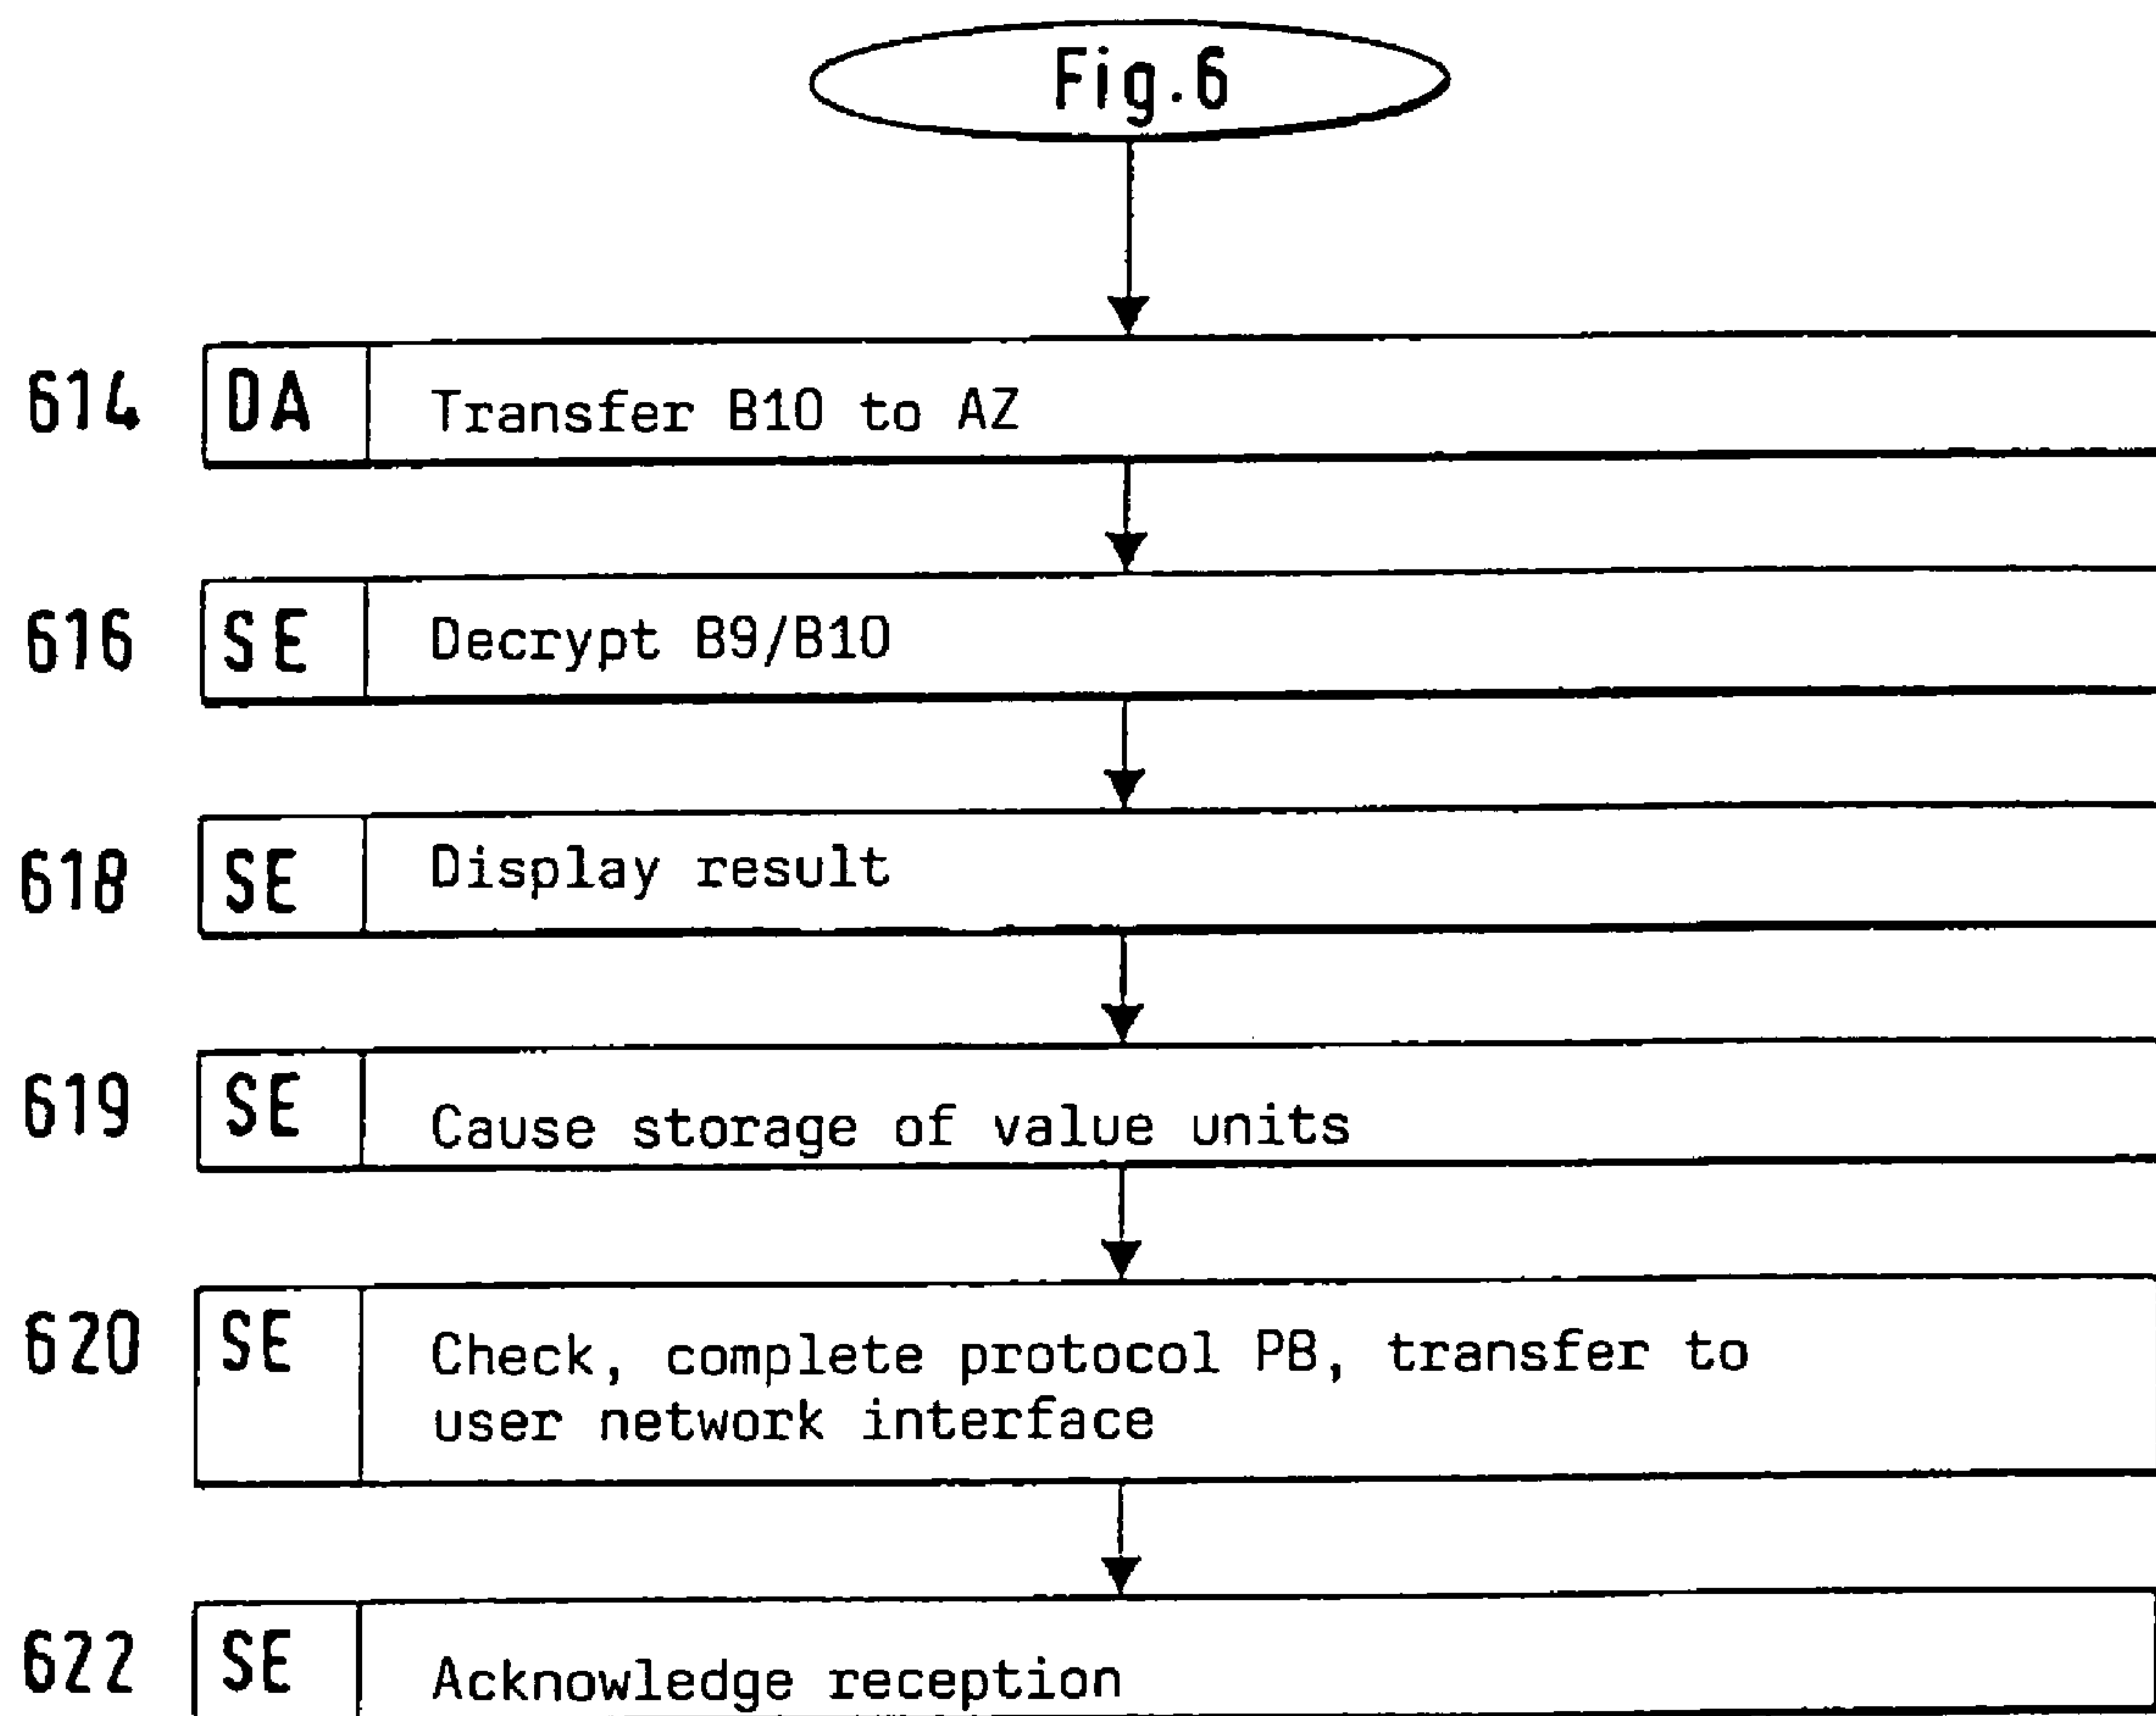 Fig.6
614 DA Transfer B10 to AZ
616 SE Decrypt B9/B10
618 SE Display result
619 SE Cause storage of value units
620 SE Check, complete protocol PB, transfer to
user network interface
622 SE Acknowledge reception